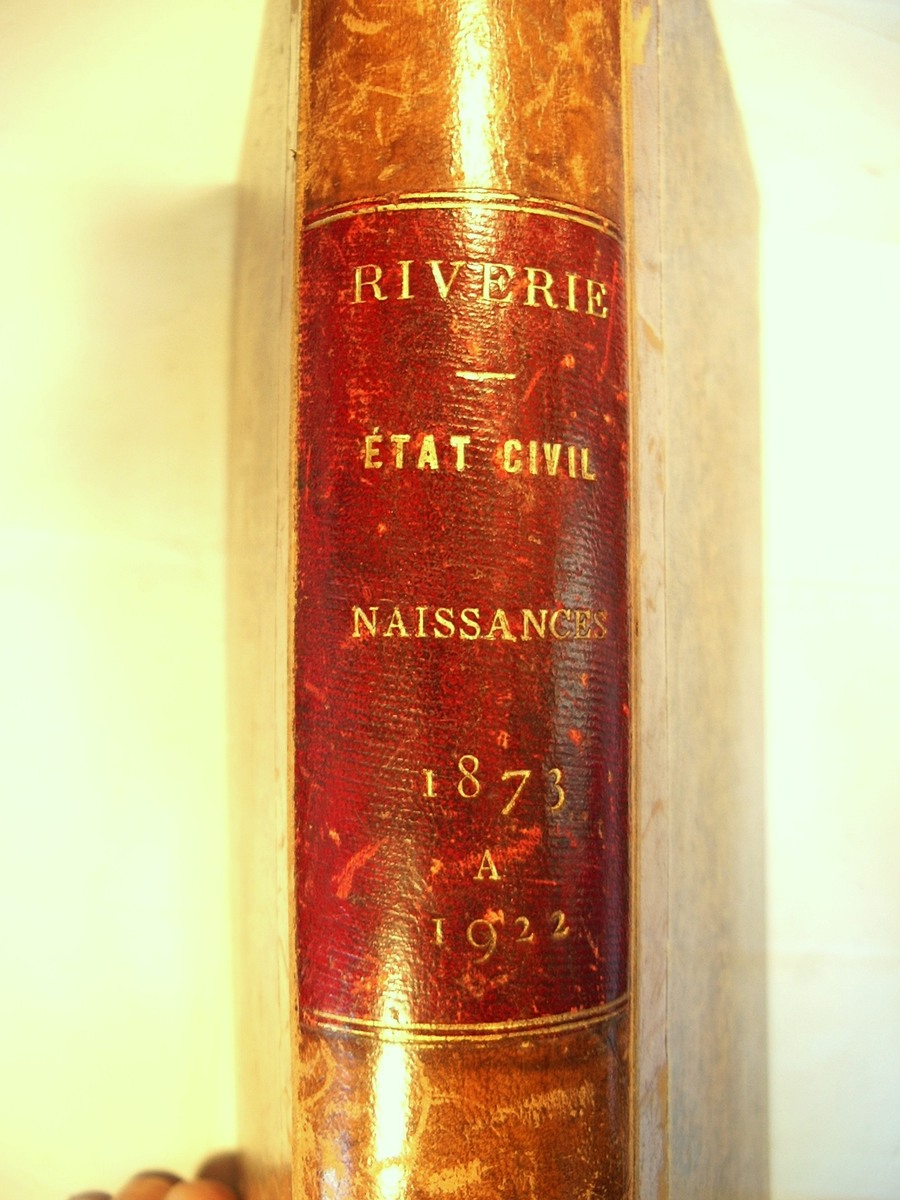 RIVERIE
ÉTAT CIVIL
NAISSANCES
1873
A
1922